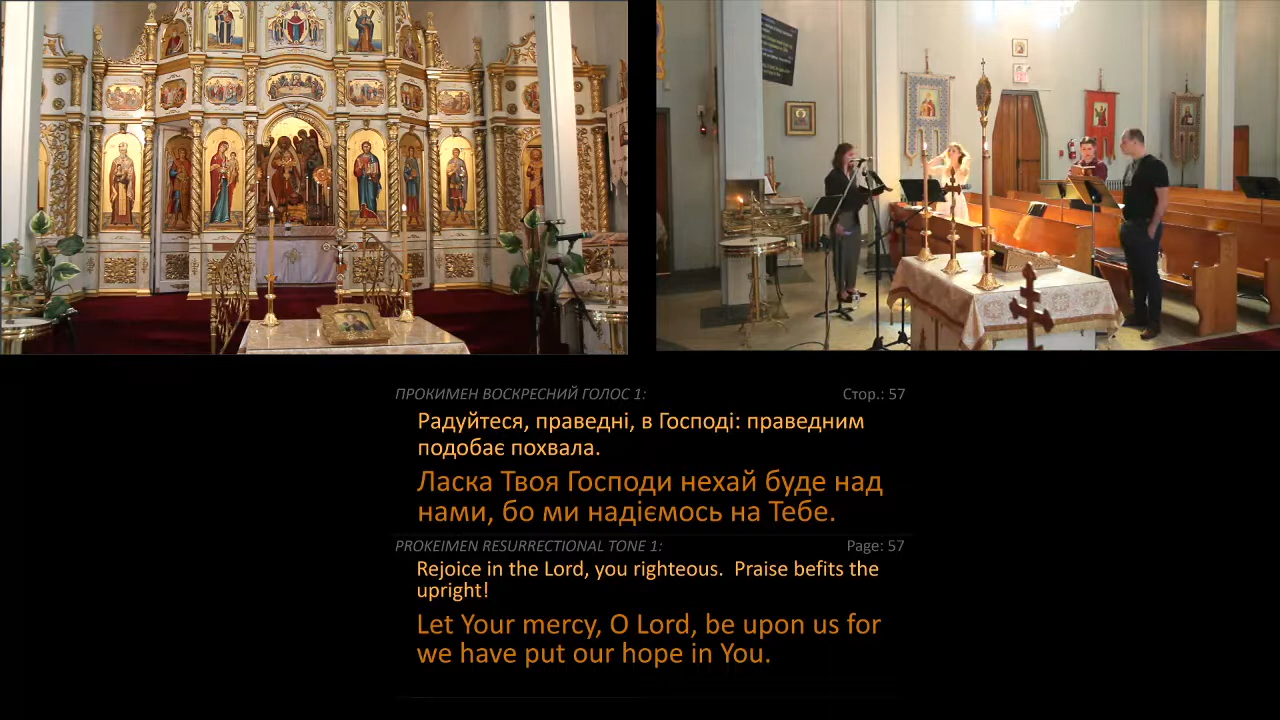 ПРОКИМЕН ВОСКРЕСНИЙ ГОЛОС 1: Стор.: 57
Радуйтеся, праведні, в Господі: праведним
подобає похвала.
Ласка Твоя Господи нехай буде над
нами, бо ми надіємось на Тебе.
PROKEIMEN RESURRECTIONAL TONE 1: Page: 57
Rejoice in the Lord, you righteous.  Praise befits the
upright!
Let Your mercy, O Lord, be upon us for
we have put our hope in You.